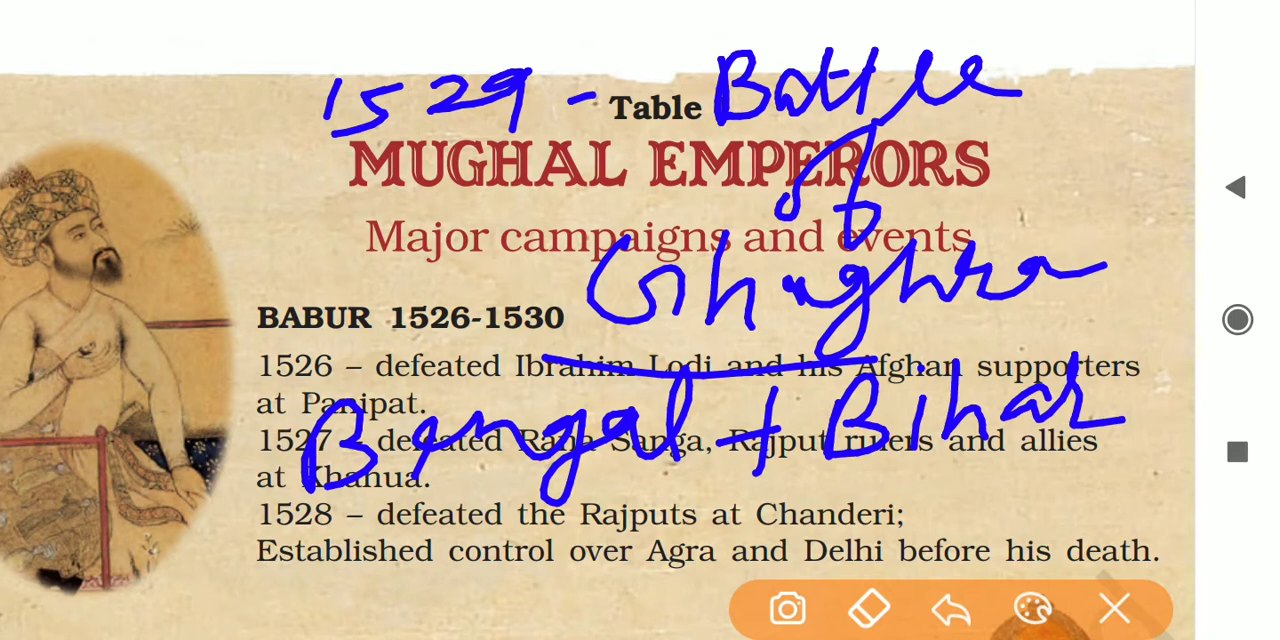 1529 - Table Battle
MUGHAL EMPERORS
of
Major campaigns and events
Ghaghra
BABUR 1526-1530
1526 – defeated Ibrahim Lodi and his Afghan supporters
at Panipat.
Bengal + Bihar
1527 – defeated Rana Sanga, Rajput rulers and allies
at Khanua.
1528 – defeated the Rajputs at Chanderi;
Established control over Agra and Delhi before his death.